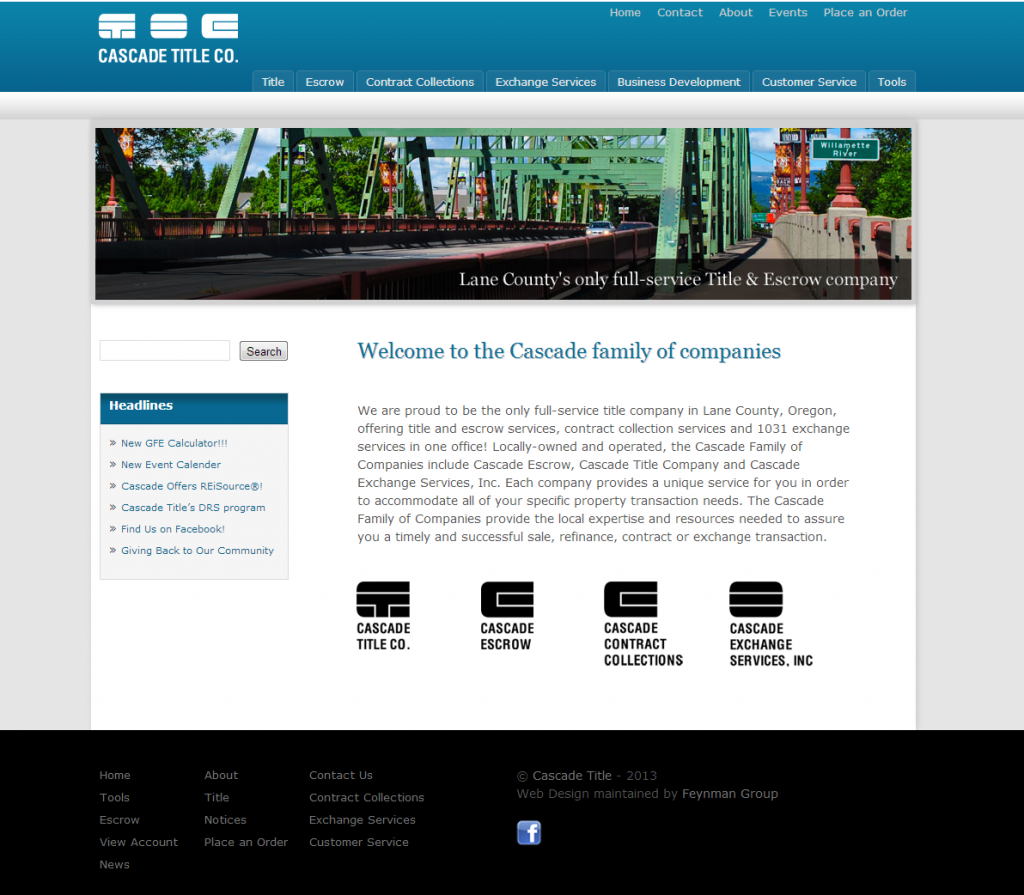 Home Contact About Events Place an Order
CASCADE TITLE CO.
Title Escrow Contract Collections Exchange Services Business Development Customer Service Tools
Willamette
River
Lane County's only full-service Title & Escrow company
Search
Welcome to the Cascade family of companies
Headlines
» New GFE Calculator!!!
» New Event Calender
» Cascade Offers REiSource®!
» Cascade Title's DRS program
» Find Us on Facebook!
» Giving Back to Our Community
We are proud to be the only full-service title company in Lane County, Oregon,
offering title and escrow services, contract collection services and 1031 exchange
services in one office! Locally-owned and operated, the Cascade Family of
Companies include Cascade Escrow, Cascade Title Company and Cascade
Exchange Services, Inc. Each company provides a unique service for you in order
to accommodate all of your specific property transaction needs. The Cascade
Family of Companies provide the local expertise and resources needed to assure
you a timely and successful sale, refinance, contract or exchange transaction.
CASCADE
TITLE CO.
CASCADE
ESCROW
CASCADE
CONTRACT
COLLECTIONS
CASCADE
EXCHANGE
SERVICES, INC
Home
Tools
Escrow
View Account
News
About
Title
Notices
Place an Order
Contact Us
Contract Collections
Exchange Services
Customer Service
© Cascade Title - 2013
Web Design maintained by Feynman Group
f